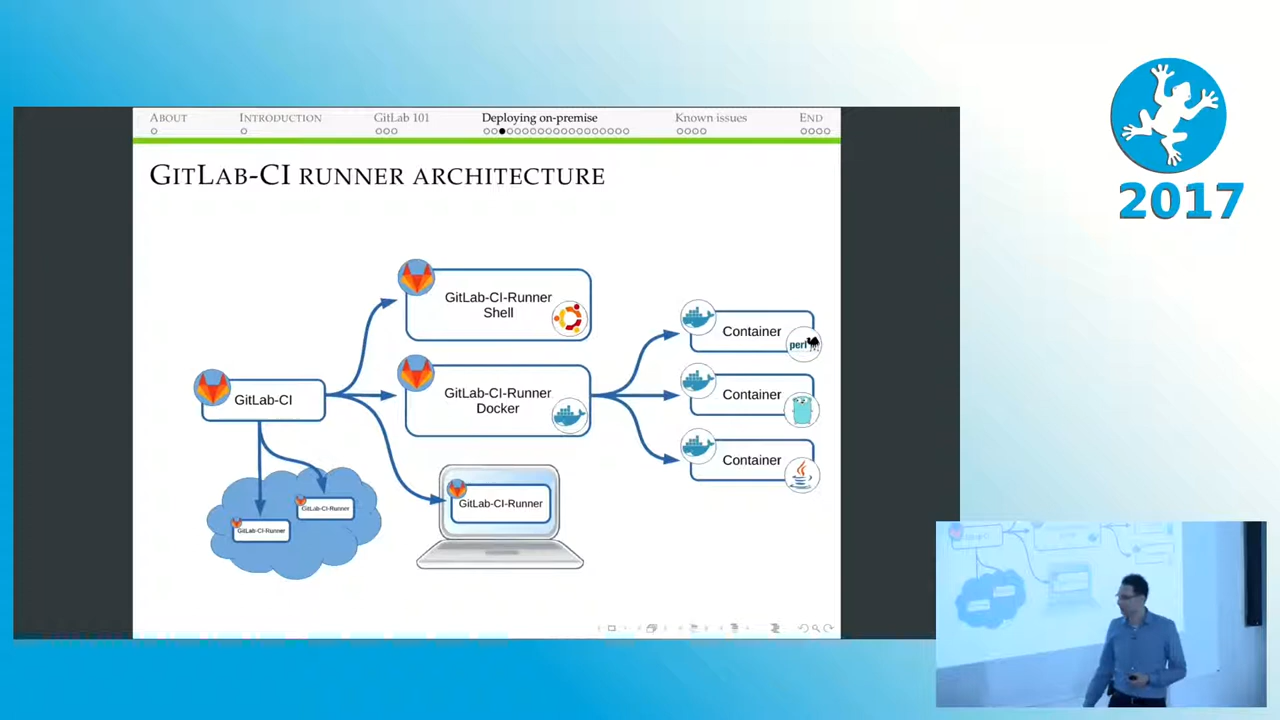 ABOUT
INTRODUCTION
GitLab 101
Deploying on-premise
Known issues
END
GITLAB-CI RUNNER ARCHITECTURE
2017
GitLab-CI-Runner
Shell
Container
perl
GitLab-CI
GitLab-CI-Runner
Docker
Container
Container
GitLab-CI-Runner
GitLab-CI-Runner
GitLab-CI-Runner